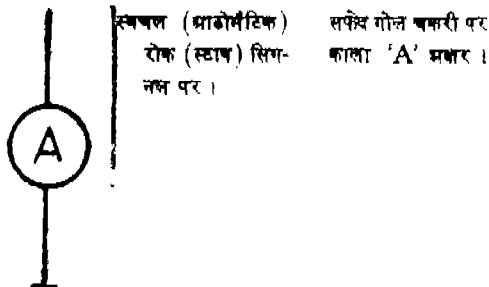 A
स्वचल (आटोमैटिक)
रोक (स्टाप) सिग-
नल पर ।
सफेद गोल चकरी पर
काला 'A' अक्षर ।